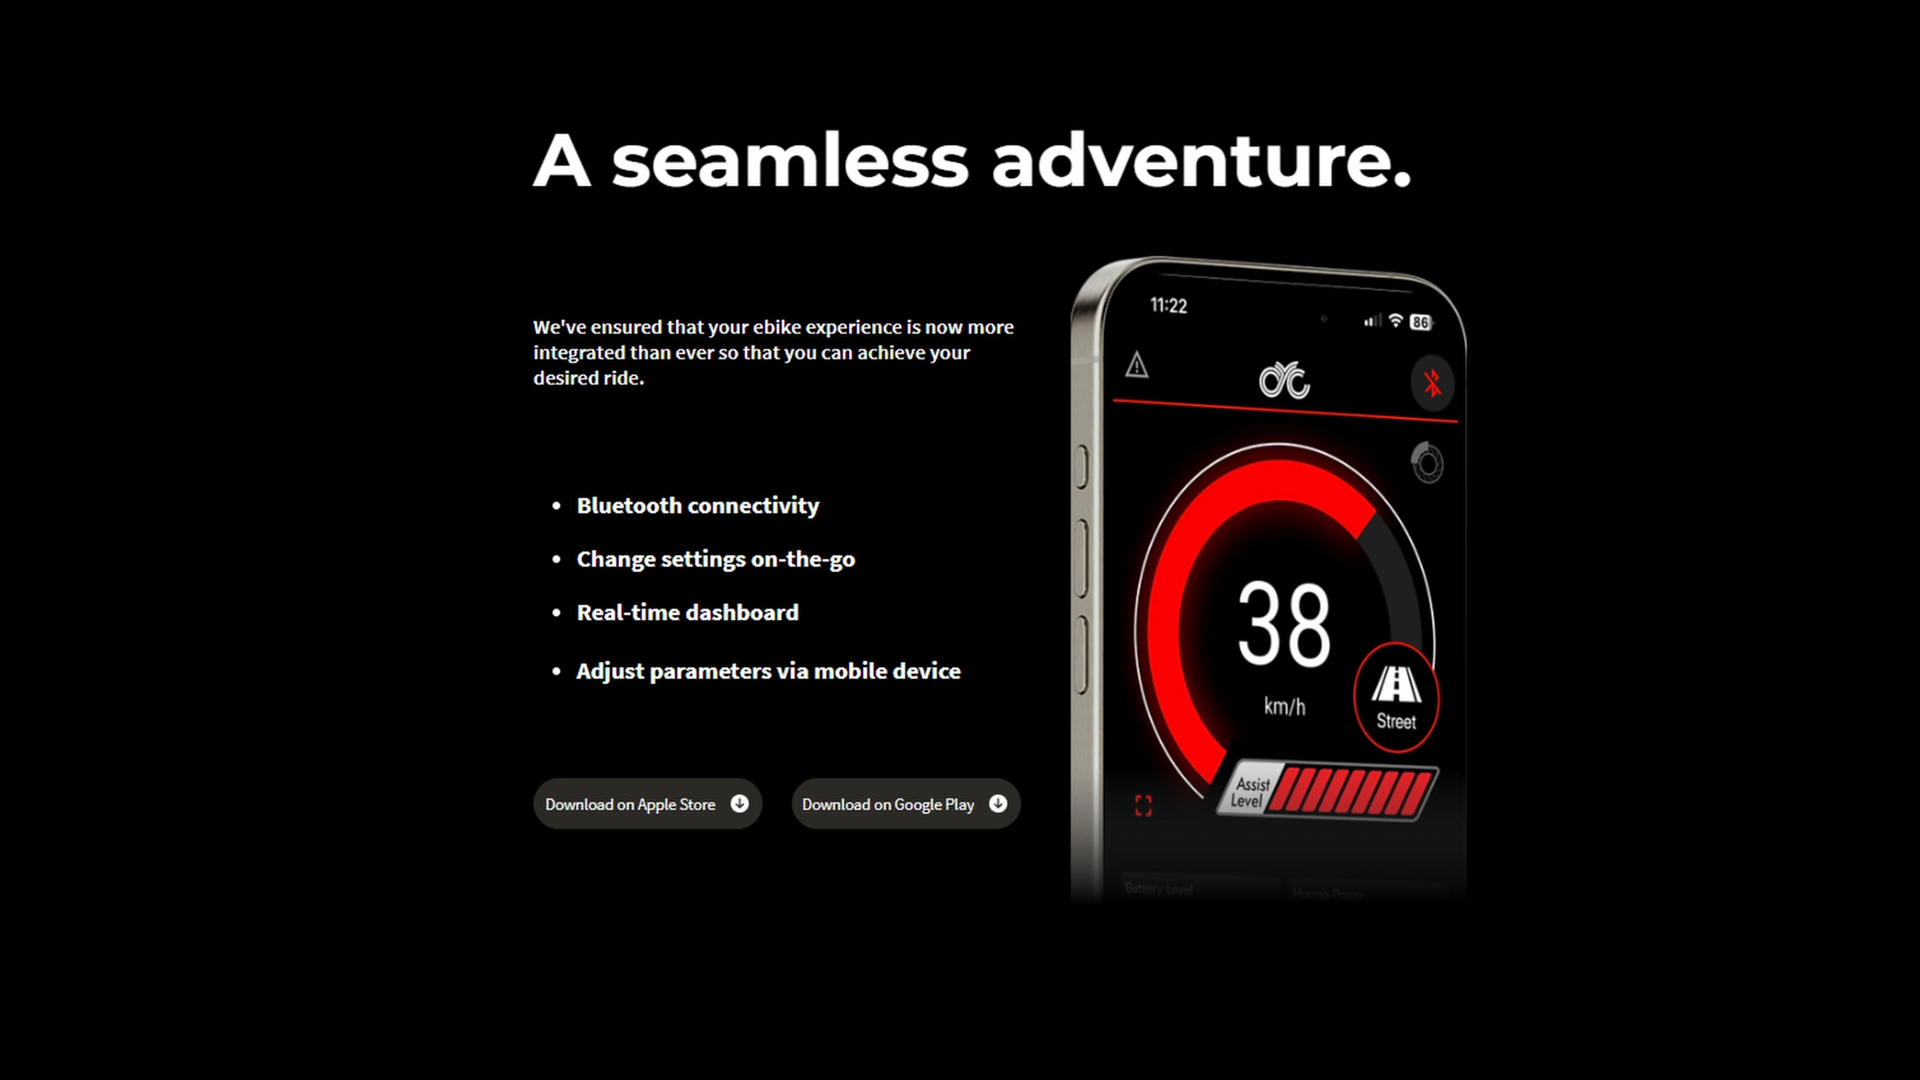 A seamless adventure.
We've ensured that your ebike experience is now more
integrated than ever so that you can achieve your
desired ride.
• Bluetooth connectivity
• Change settings on-the-go
• Real-time dashboard
• Adjust parameters via mobile device
Download on Apple Store
Download on Google Play
11:22
86
38
km/h
Street
Assist
Level
Battery Level
Human Power